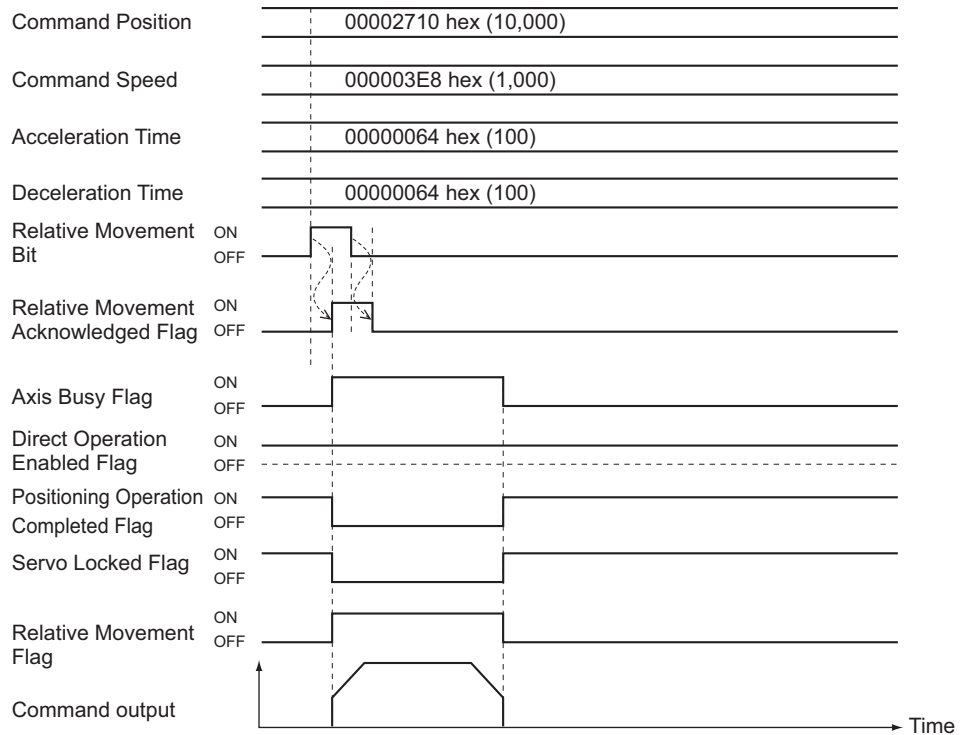 Command Position 00002710 hex (10,000)
Command Speed 000003E8 hex (1,000)
Acceleration Time 00000064 hex (100)
Deceleration Time 00000064 hex (100)
Relative Movement ON
Bit OFF
Relative Movement ON
Acknowledged Flag OFF
ON
Axis Busy Flag
OFF
Direct Operation ON
Enabled Flag OFF
Positioning Operation ON
Completed Flag OFF
ON
Servo Locked Flag
OFF
ON
Relative Movement OFF
Flag
Command output
Time